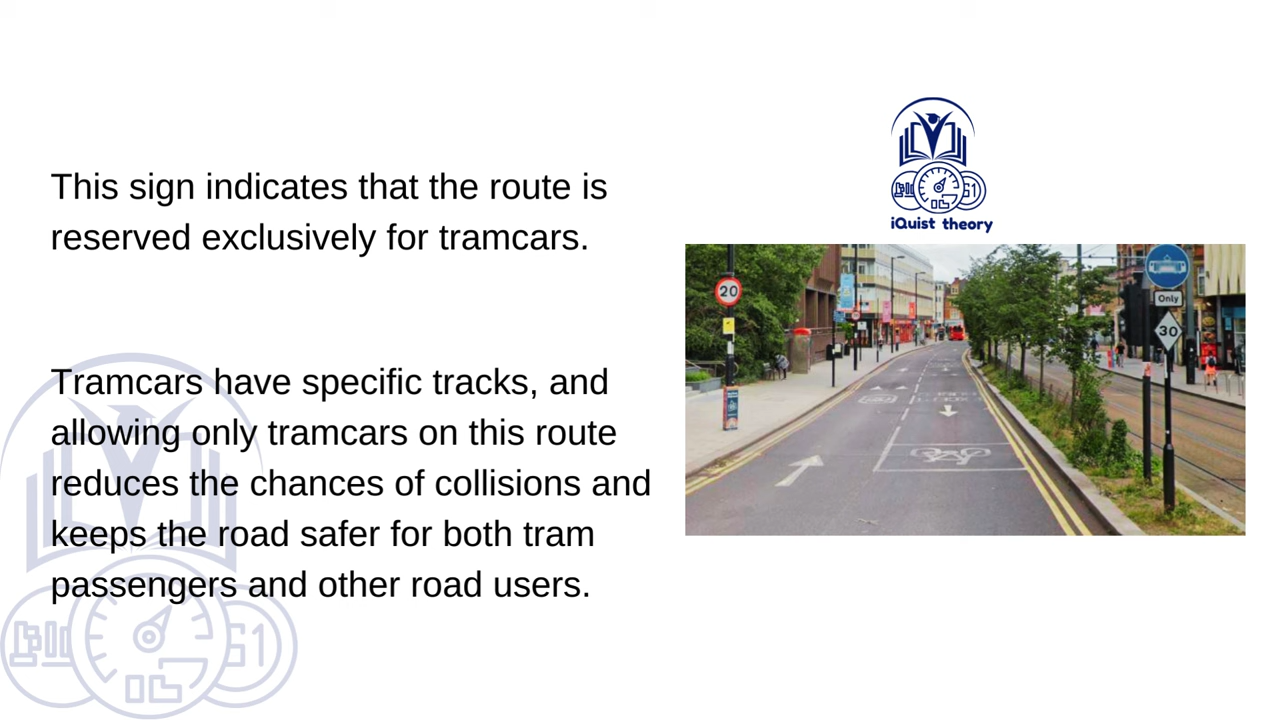 This sign indicates that the route is
reserved exclusively for tramcars.
Tramcars have specific tracks, and
allowing only tramcars on this route
reduces the chances of collisions and
keeps the road safer for both tram
passengers and other road users.
iQuist theory
20
Only
30